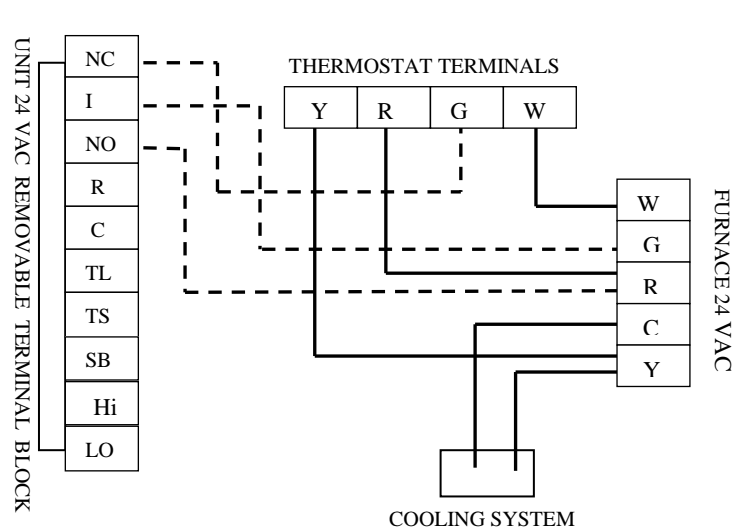 UNIT 24 VAC REMOVABLE TERMINAL BLOCK
NC
I
NO
R
C
TL
TS
SB
Hi
LO
THERMOSTAT TERMINALS
Y R G W
W
G
R
C
Y
FURNACE 24 VAC
COOLING SYSTEM